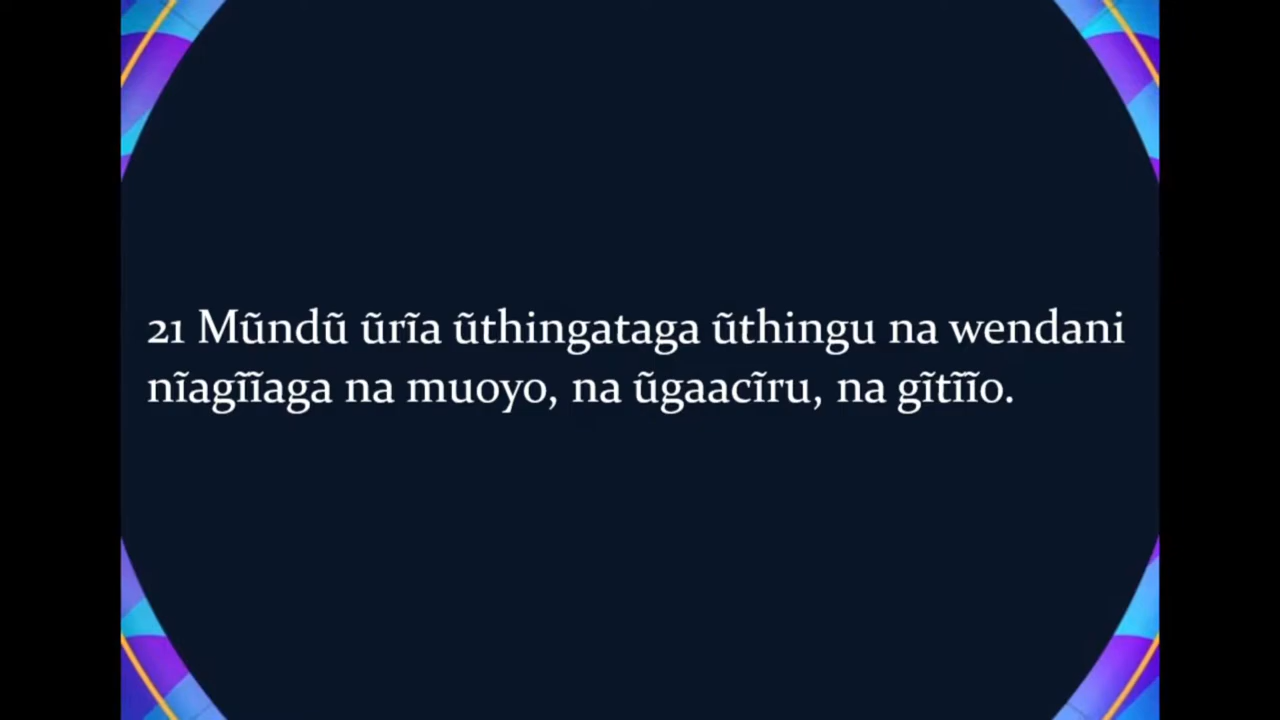 21 Mũndũ ũrĩa ũthingataga ũthingu na wendani
nĩagĩĩaga na muoyo, na ũgaacĩru, na gĩtĩĩo.